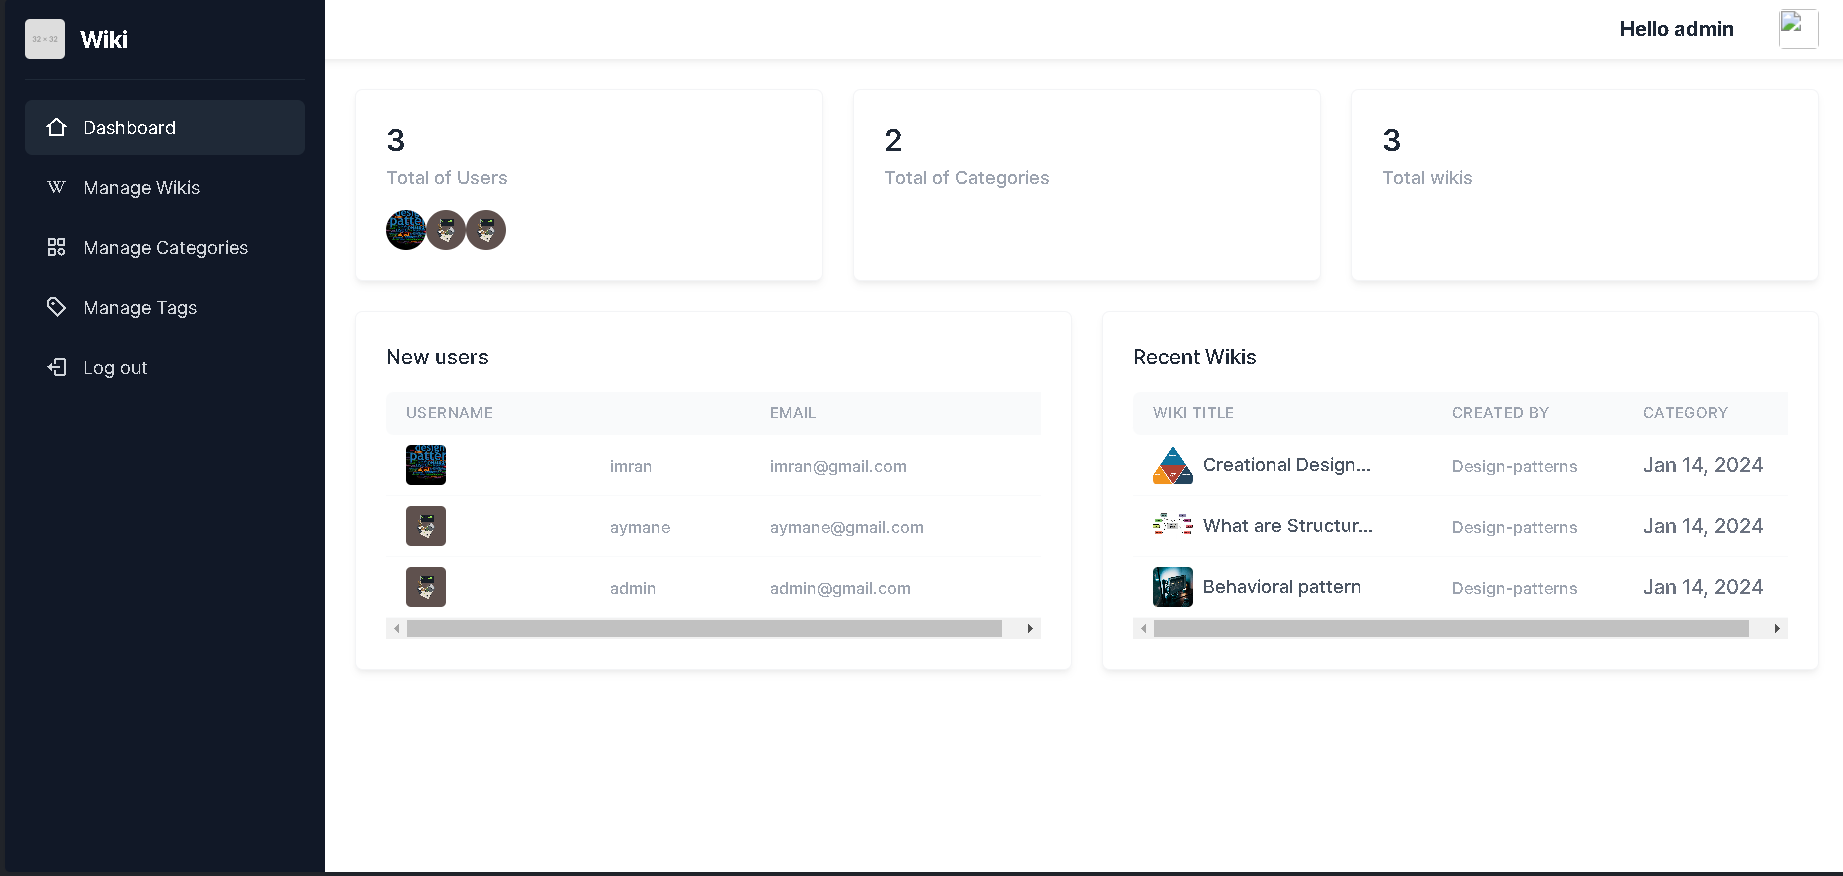 32×32
Wiki
Hello admin
Dashboard
Manage Wikis
Manage Categories
Manage Tags
Log out
3
Total of Users
2
Total of Categories
3
Total wikis
New users
USERNAME EMAIL
imran imran@gmail.com
aymane aymane@gmail.com
admin admin@gmail.com
Recent Wikis
WIKI TITLE CREATED BY CATEGORY
Creational Design... Design-patterns Jan 14, 2024
What are Structur... Design-patterns Jan 14, 2024
Behavioral pattern Design-patterns Jan 14, 2024